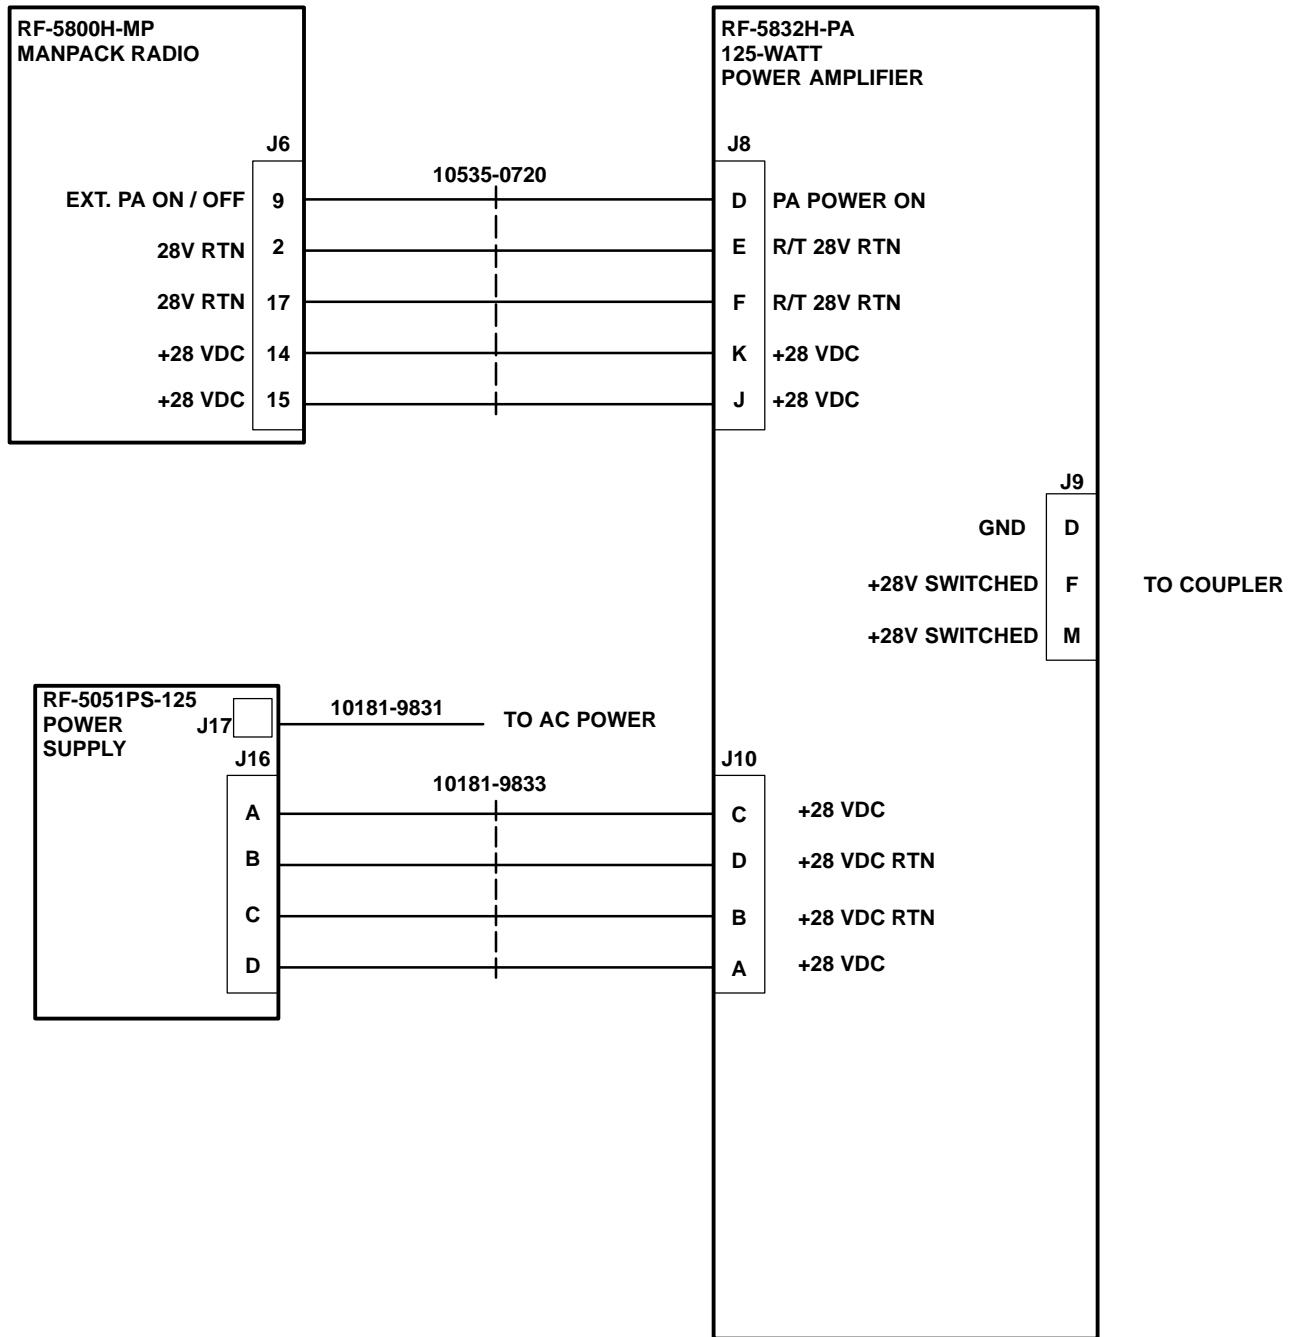 RF-5800H-MP
MANPACK RADIO
J6
EXT. PA ON / OFF 9
28V RTN 2
28V RTN 17
+28 VDC 14
+28 VDC 15
10535-0720
RF-5832H-PA
125-WATT
POWER AMPLIFIER
J8
D PA POWER ON
E R/T 28V RTN
F R/T 28V RTN
K +28 VDC
J +28 VDC
J9
GND D
+28V SWITCHED F
+28V SWITCHED M
TO COUPLER
RF-5051PS-125
POWER
SUPPLY
J17
10181-9831
TO AC POWER
J16
A
B
C
D
10181-9833
J10
C +28 VDC
D +28 VDC RTN
B +28 VDC RTN
A +28 VDC